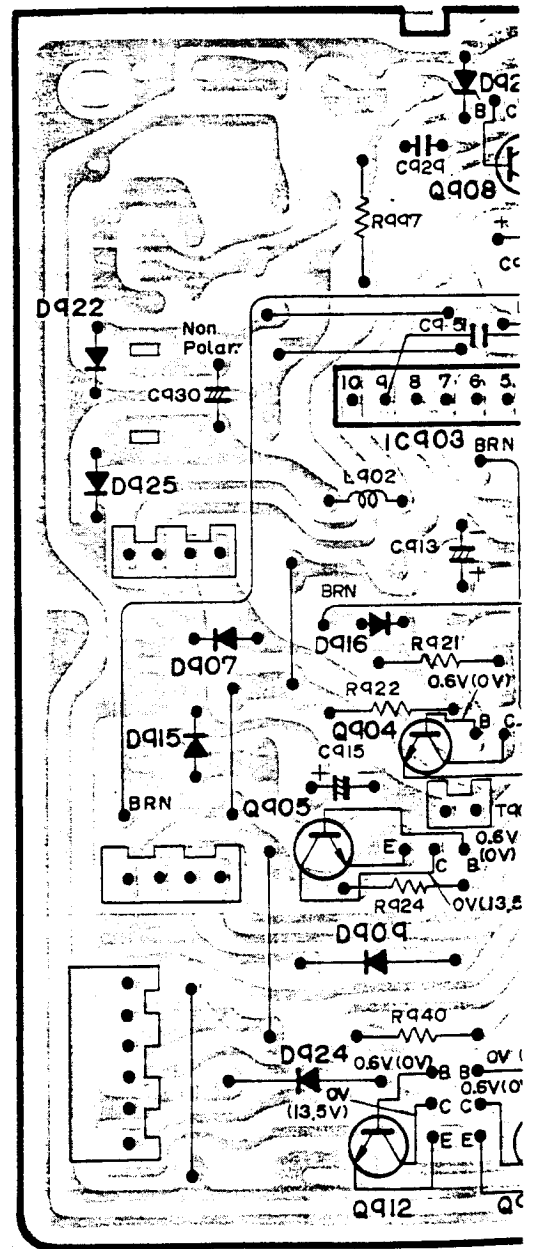 D92
B C
C929
Q908
R997
+
D922
Non
Polar.
C930
10 9 8 7 6 5
IC903
BRN
D925
L902
C913
+
BRN
D916
D907
R921
0.6V(0V)
R922
Q904
B C
D915
C915
+
BRN
Q905
0.6V
(0V)
E C B
R924
0V(13,5
D909
R940
D924
0.6V(0V)
B B
0V(
0.6V(0
0V
(13,5V)
C C
E E
Q912